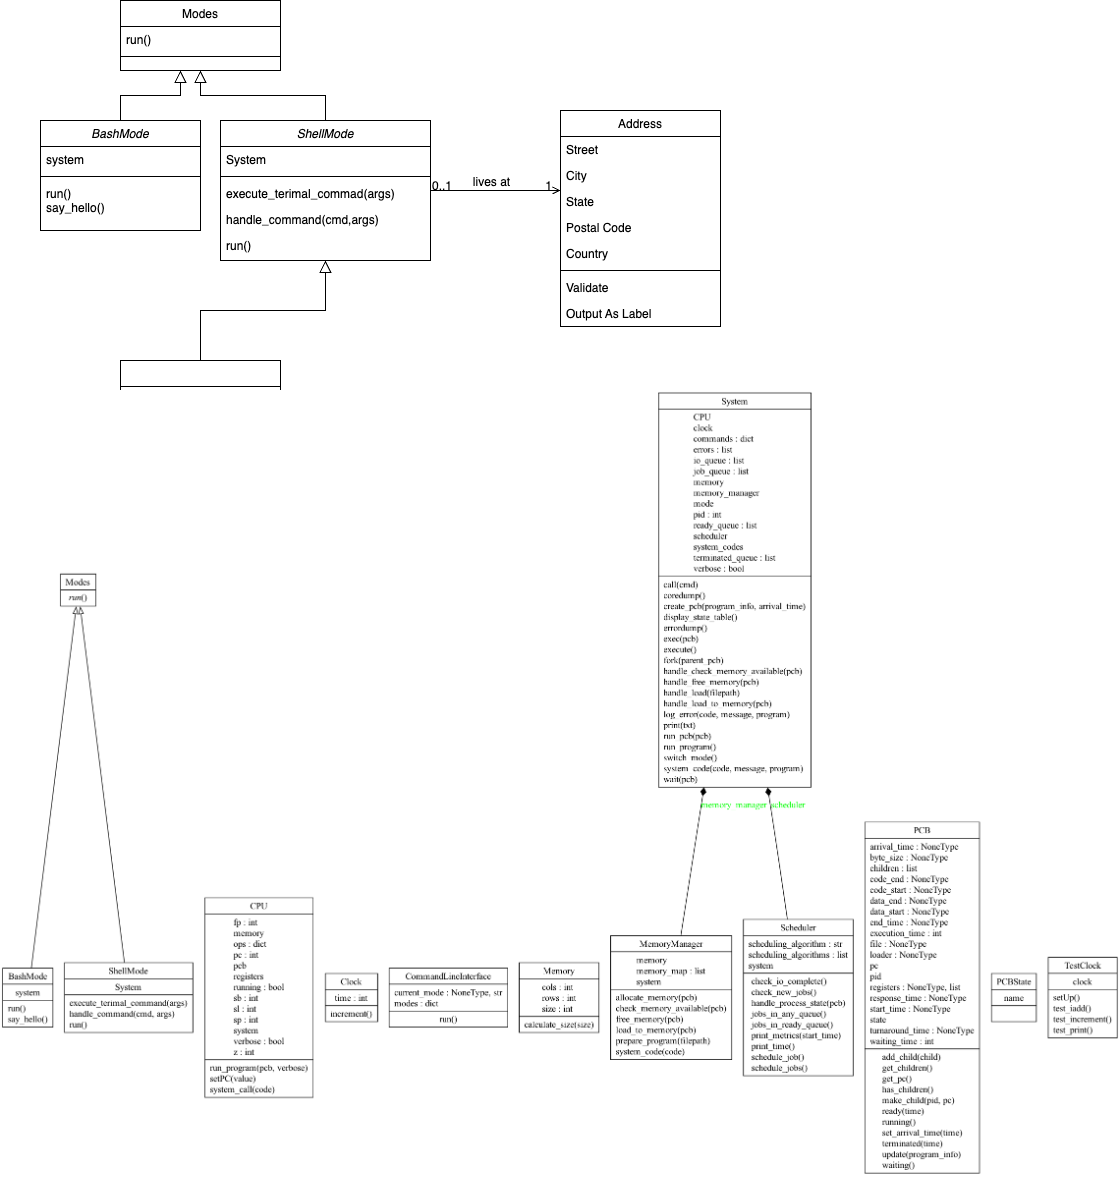 Modes
run()
BashMode
system
run()
say_hello()
ShellMode
System
execute_terimal_commad(args)
handle_command(cmd,args)
run()
0..1
lives at
1
Address
Street
City
State
Postal Code
Country
Validate
Output As Label
System
CPU
clock
commands : dict
errors : list
io_queue : list
job_queue : list
memory
memory_manager
mode
pid : int
ready_queue : list
scheduler
system_codes
terminated_queue : list
verbose : bool
call(cmd)
coredump()
create_pcb(program_info, arrival_time)
display_state_table()
errordump()
exec(pcb)
execute()
fork(parent_pcb)
handle_check_memory_available(pcb)
handle_free_memory(pcb)
handle_load(filepath)
handle_load_to_memory(pcb)
log_error(code, message, program)
print(txt)
run_pcb(pcb)
run_program()
switch_mode()
system_code(code, message, program)
wait(pcb)
memory_manager
scheduler
Modes
run()
BashMode
system
run()
say_hello()
ShellMode
System
execute_terimal_command(args)
handle_command(cmd, args)
run()
CPU
fp : int
memory
ops : dict
pc : int
pcb
registers
running : bool
sb : int
sl : int
sp : int
system
verbose : bool
z : int
run_program(pcb, verbose)
setPC(value)
system_call(code)
Clock
time : int
increment()
CommandLineInterface
current_mode : NoneType, str
modes : dict
run()
Memory
cols : int
rows : int
size : int
calculate_size(size)
MemoryManager
memory
memory_map : list
system
allocate_memory(pcb)
check_memory_available(pcb)
free_memory(pcb)
load_to_memory(pcb)
prepare_program(filepath)
system_code(code)
Scheduler
scheduling_algorithm : str
scheduling_algorithms : list
system
check_io_complete()
check_new_jobs()
handle_process_state(pcb)
jobs_in_any_queue()
jobs_in_ready_queue()
print_metrics(start_time)
print_time()
schedule_job()
schedule_jobs()
PCB
arrival_time : NoneType
byte_size : NoneType
children : list
code_end : NoneType
code_start : NoneType
data_end : NoneType
data_start : NoneType
end_time : NoneType
execution_time : int
file : NoneType
loader : NoneType
pc
pid
registers : NoneType, list
response_time : NoneType
start_time : NoneType
state
turnaround_time : NoneType
waiting_time : int
add_child(child)
get_children()
get_pc()
has_children()
make_child(pid, pc)
ready(time)
running()
set_arrival_time(time)
terminated(time)
update(program_info)
waiting()
PCBState
name
TestClock
clock
setUp()
test_iadd()
test_increment()
test_print()